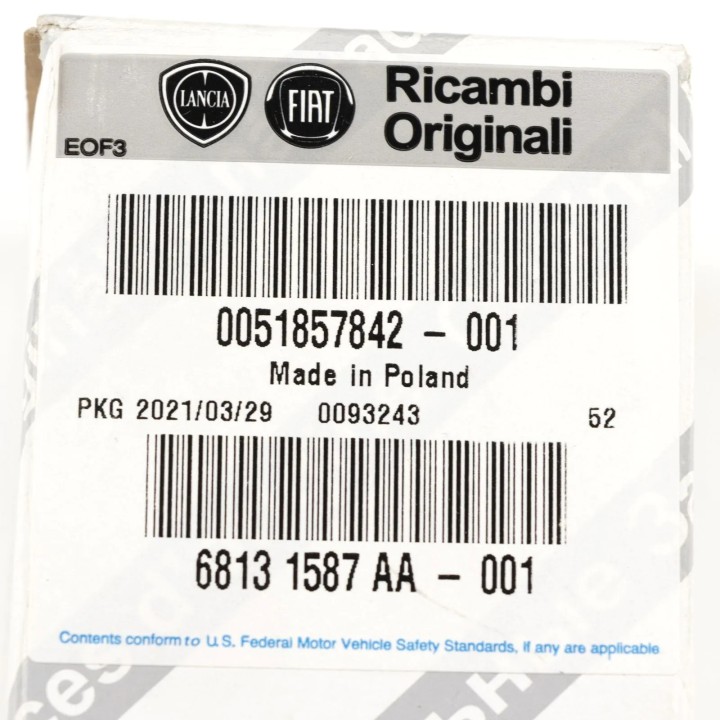 LANCIA
FIAT
Ricambi
Originali
EOF3
0051857842 - 001
Made in Poland
PKG 2021/03/29 0093243 52
6813 1587 AA - 001
Contents conform to U.S. Federal Motor Vehicle Safety Standards, if any are applicable